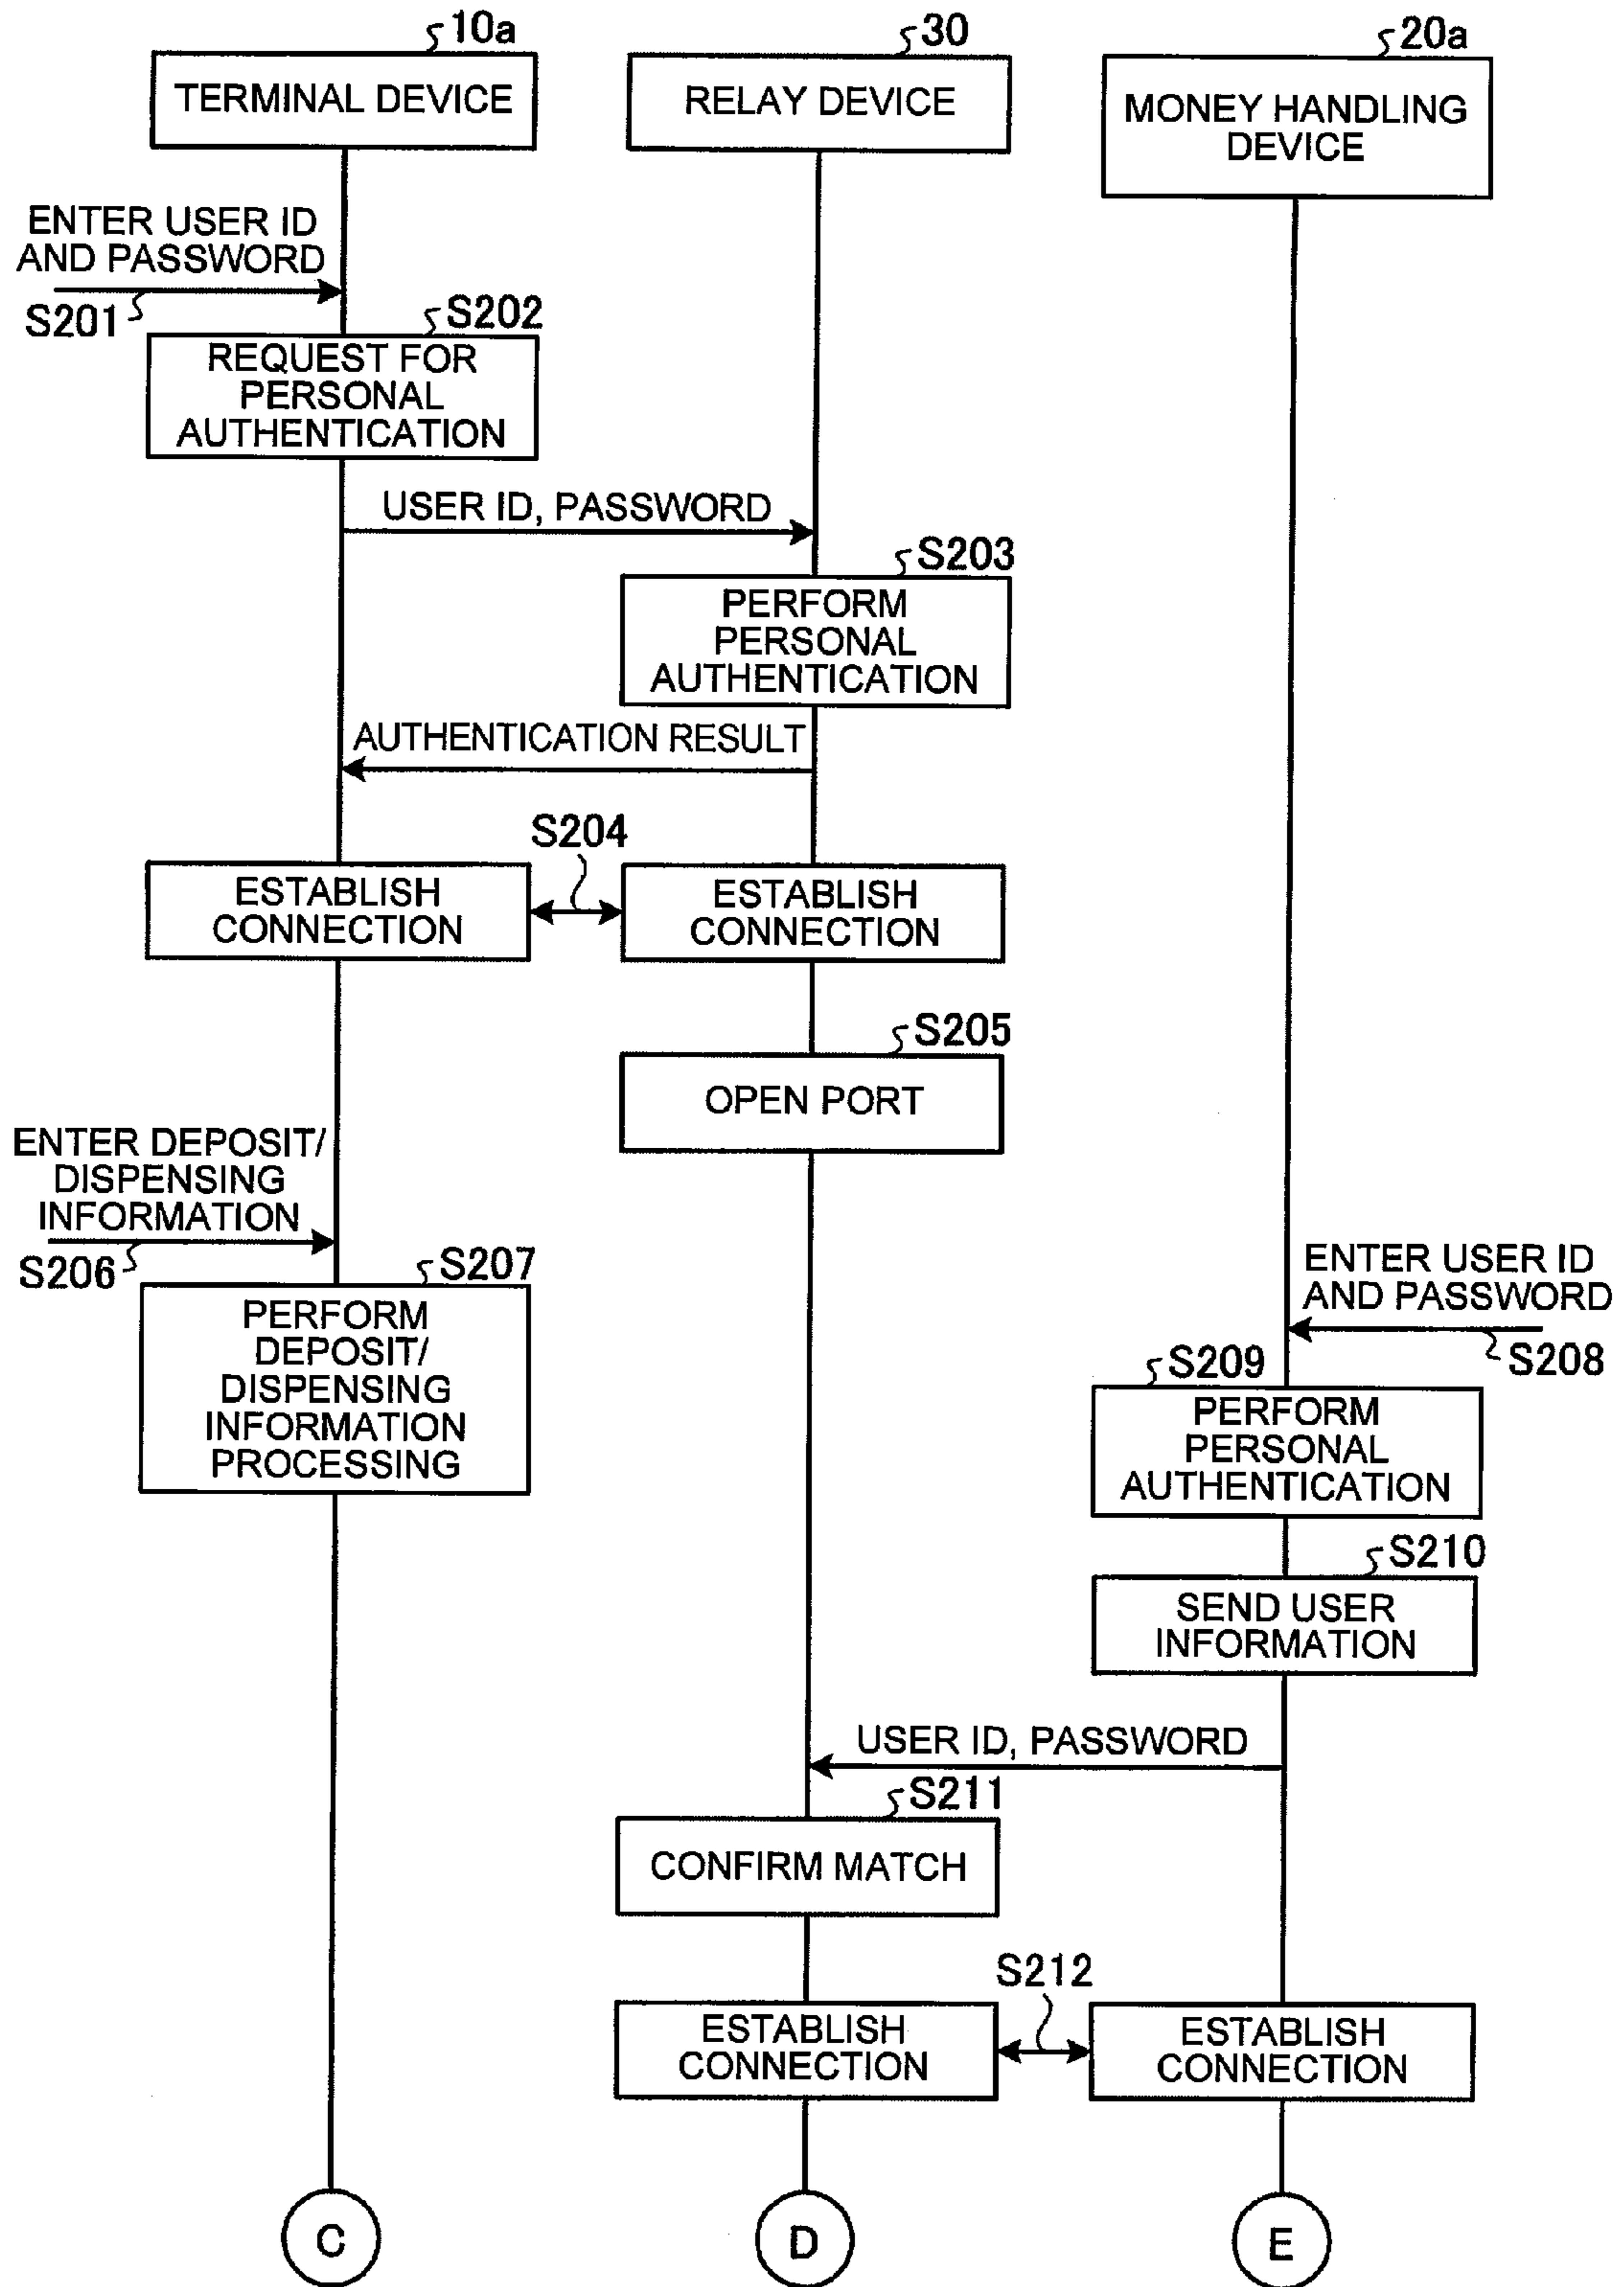 10a
30
20a
TERMINAL DEVICE
RELAY DEVICE
MONEY HANDLING
DEVICE
ENTER USER ID
AND PASSWORD
S201
S202
REQUEST FOR
PERSONAL
AUTHENTICATION
USER ID, PASSWORD
S203
PERFORM
PERSONAL
AUTHENTICATION
AUTHENTICATION RESULT
S204
ESTABLISH
CONNECTION
ESTABLISH
CONNECTION
S205
OPEN PORT
ENTER DEPOSIT/
DISPENSING
INFORMATION
S206
S207
PERFORM
DEPOSIT/
DISPENSING
INFORMATION
PROCESSING
ENTER USER ID
AND PASSWORD
S208
S209
PERFORM
PERSONAL
AUTHENTICATION
S210
SEND USER
INFORMATION
USER ID, PASSWORD
S211
CONFIRM MATCH
S212
ESTABLISH
CONNECTION
ESTABLISH
CONNECTION
C
D
E